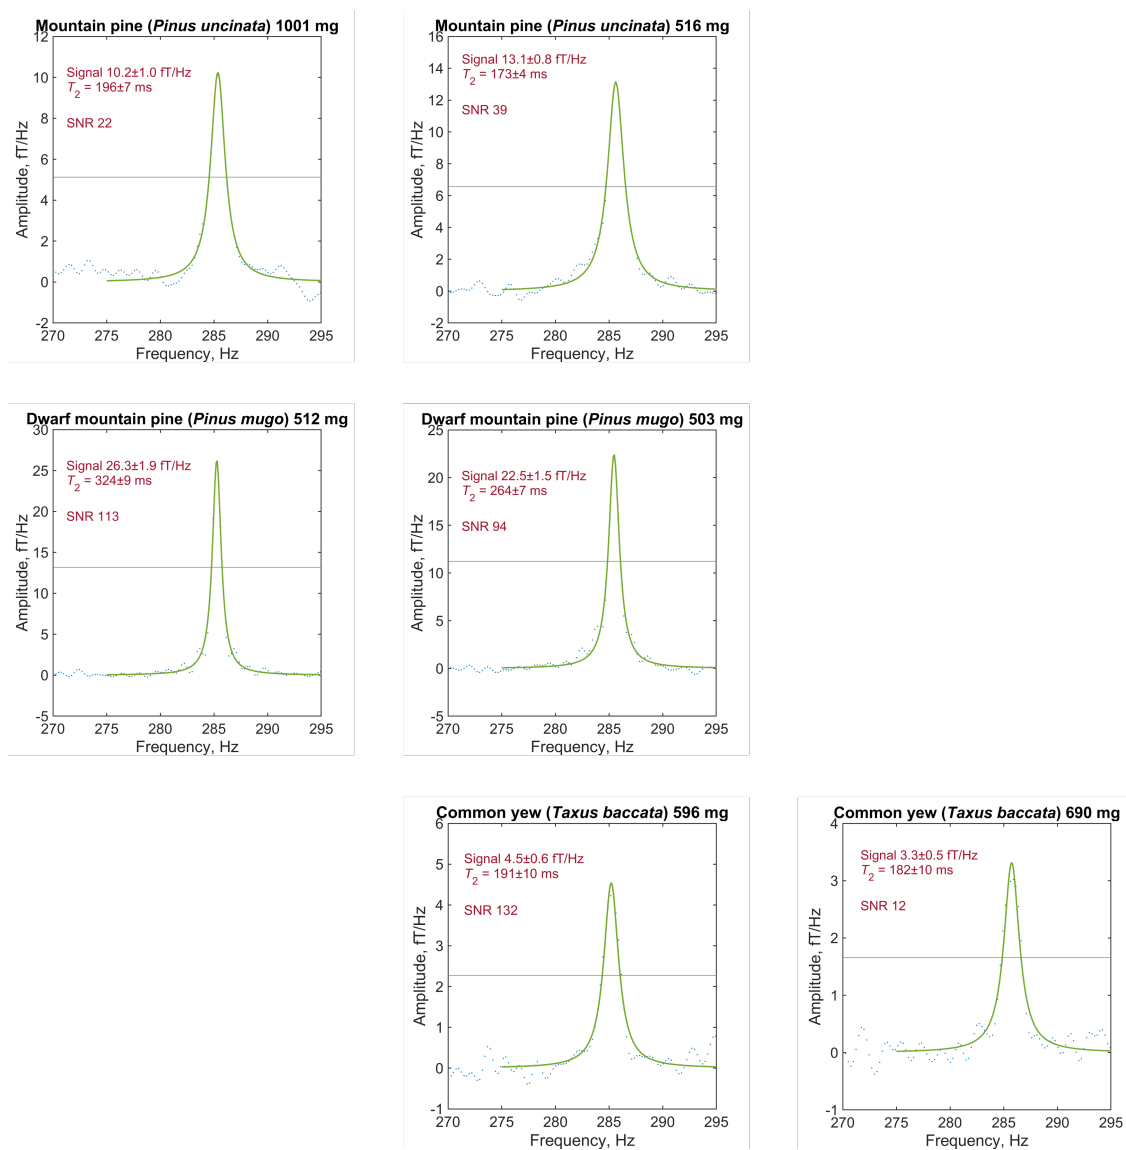 Mountain pine (Pinus uncinata) 1001 mg
12
10
8
6
4
2
0
-2
Signal 10.2±1.0 fT/Hz
T2 = 196±7 ms
SNR 22
Amplitude, fT/Hz
270 275 280 285 290 295
Frequency, Hz
Mountain pine (Pinus uncinata) 516 mg
16
14
12
10
8
6
4
2
0
-2
Signal 13.1±0.8 fT/Hz
T2 = 173±4 ms
SNR 39
Amplitude, fT/Hz
270 275 280 285 290 295
Frequency, Hz
Dwarf mountain pine (Pinus mugo) 512 mg
30
25
20
15
10
5
0
-5
Signal 26.3±1.9 fT/Hz
T2 = 324±9 ms
SNR 113
Amplitude, fT/Hz
270 275 280 285 290 295
Frequency, Hz
Dwarf mountain pine (Pinus mugo) 503 mg
25
20
15
10
5
0
-5
Signal 22.5±1.5 fT/Hz
T2 = 264±7 ms
SNR 94
Amplitude, fT/Hz
270 275 280 285 290 295
Frequency, Hz
Common yew (Taxus baccata) 596 mg
6
5
4
3
2
1
0
-1
Signal 4.5±0.6 fT/Hz
T2 = 191±10 ms
SNR 132
Amplitude, fT/Hz
270 275 280 285 290 295
Frequency, Hz
Common yew (Taxus baccata) 690 mg
4
3
2
1
0
-1
Signal 3.3±0.5 fT/Hz
T2 = 182±10 ms
SNR 12
Amplitude, fT/Hz
270 275 280 285 290 295
Frequency, Hz